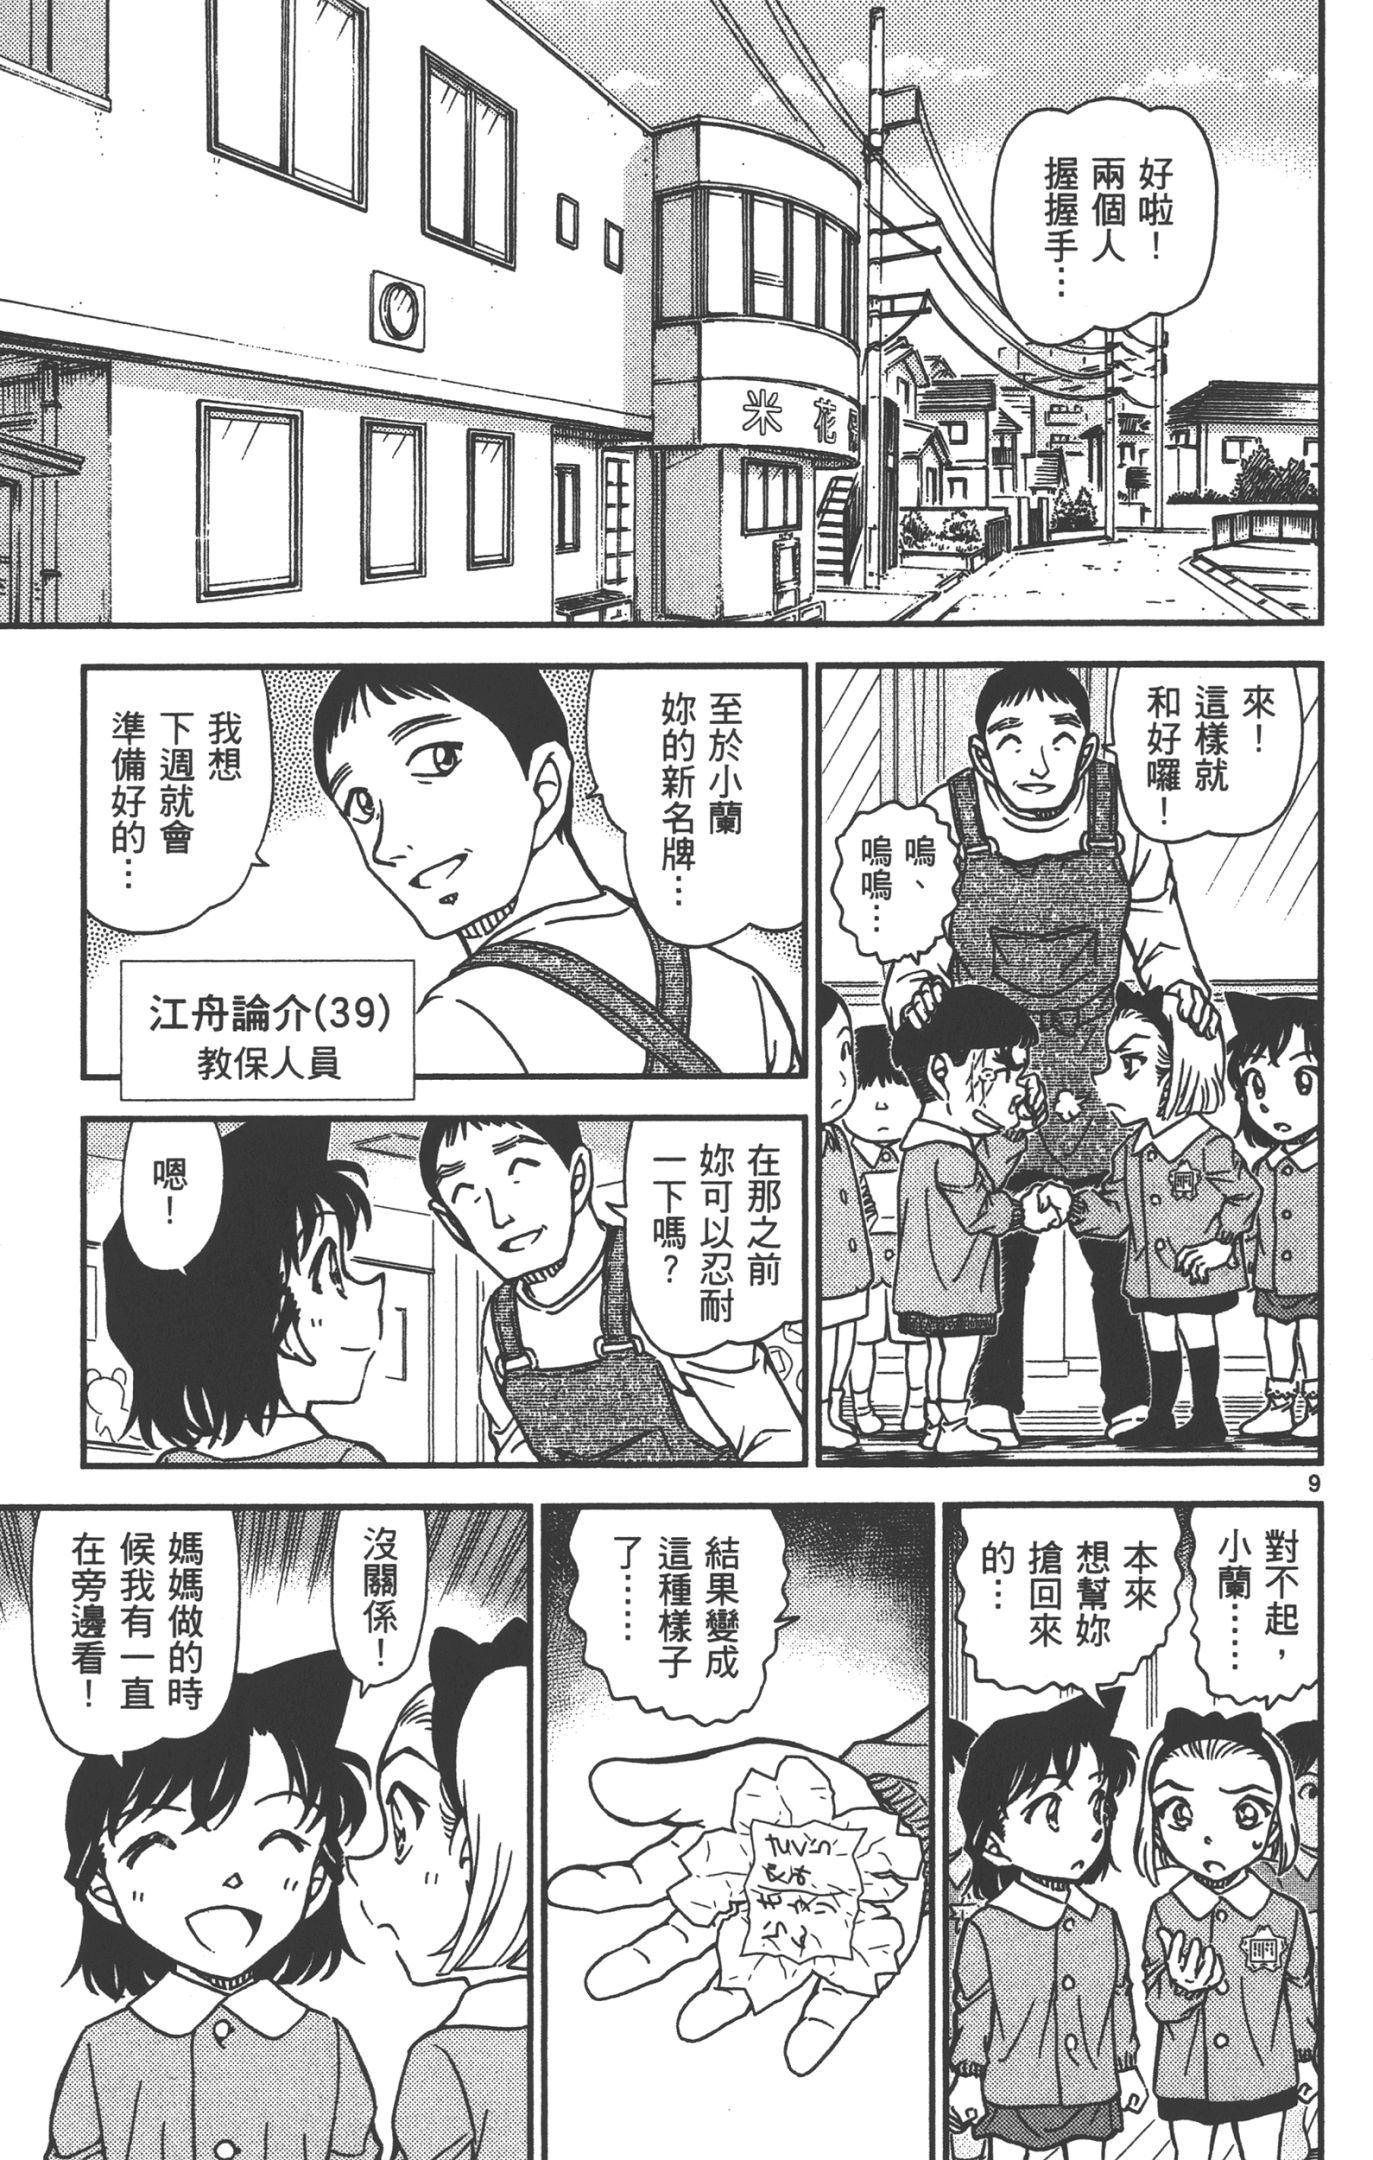 好啦！
兩個人
握握手…
米花
來！
這樣就
和好囉！
嗚、
嗚嗚…
至於小蘭
妳的新名牌…
我想
下週就會
準備好的…
江舟論介(39)
教保人員
在那之前
妳可以忍耐
一下嗎？
嗯！
9
對不起，
小蘭……
本來
想幫妳
搶回來
的…
結果變成
這種樣子
了……
沒關係！
媽媽做的時
候我有一直
在旁邊看！